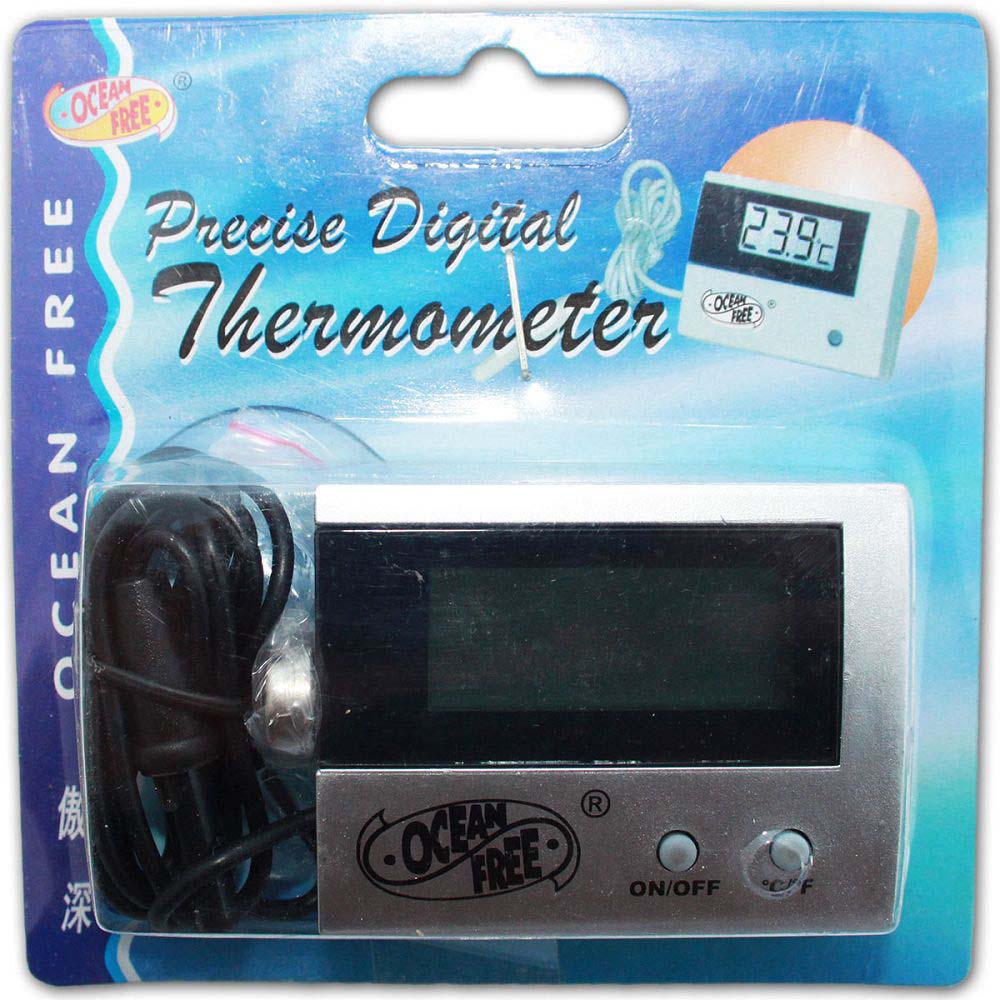 OCEAN
FREE
®
OCEAN FREE
傲
深
Precise Digital
Thermometer
23.9°C
OCEAN
FREE
®
OCEAN
FREE
®
ON/OFF
°C/°F